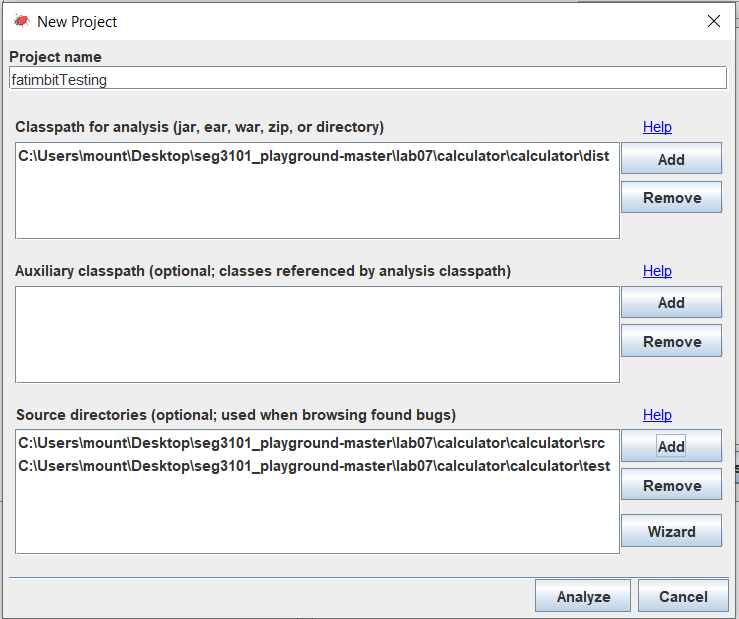 New Project
Project name
fatimbitTesting
Classpath for analysis (jar, ear, war, zip, or directory)
Help
C:\Users\mount\Desktop\seg3101_playground-master\lab07\calculator\calculator\dist
Add
Remove
Auxiliary classpath (optional; classes referenced by analysis classpath)
Help
Add
Remove
Source directories (optional; used when browsing found bugs)
Help
C:\Users\mount\Desktop\seg3101_playground-master\lab07\calculator\calculator\src
Add
C:\Users\mount\Desktop\seg3101_playground-master\lab07\calculator\calculator\test
Remove
Wizard
Analyze
Cancel